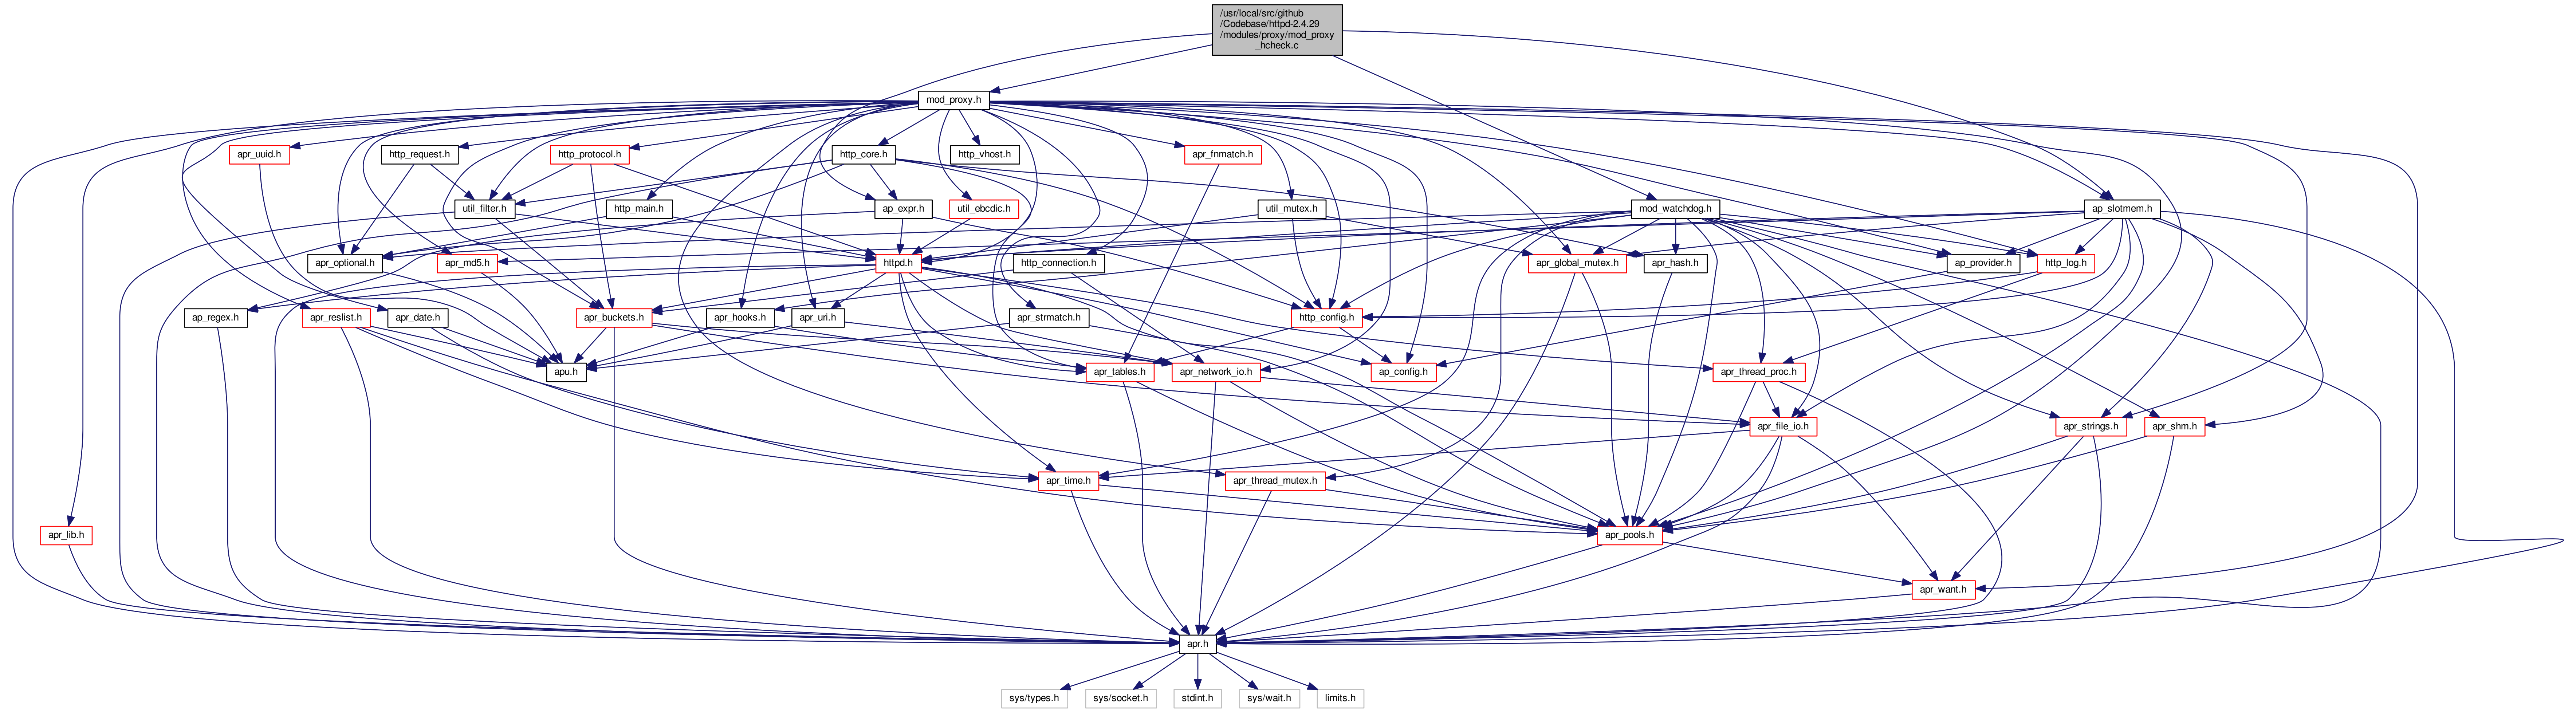 /usr/local/src/github
/Codebase/httpd-2.4.29
/modules/proxy/mod_proxy
_hcheck.c
mod_proxy.h
apr_uuid.h
http_request.h
http_protocol.h
http_core.h
http_vhost.h
apr_fnmatch.h
util_filter.h
http_main.h
ap_expr.h
util_ebcdic.h
util_mutex.h
mod_watchdog.h
ap_slotmem.h
apr_optional.h
apr_md5.h
httpd.h
http_connection.h
apr_global_mutex.h
apr_hash.h
ap_provider.h
http_log.h
ap_regex.h
apr_reslist.h
apr_date.h
apr_buckets.h
apr_hooks.h
apr_uri.h
apr_strmatch.h
http_config.h
apu.h
apr_tables.h
apr_network_io.h
ap_config.h
apr_thread_proc.h
apr_file_io.h
apr_strings.h
apr_shm.h
apr_time.h
apr_thread_mutex.h
apr_lib.h
apr_pools.h
apr_want.h
apr.h
sys/types.h
sys/socket.h
stdint.h
sys/wait.h
limits.h